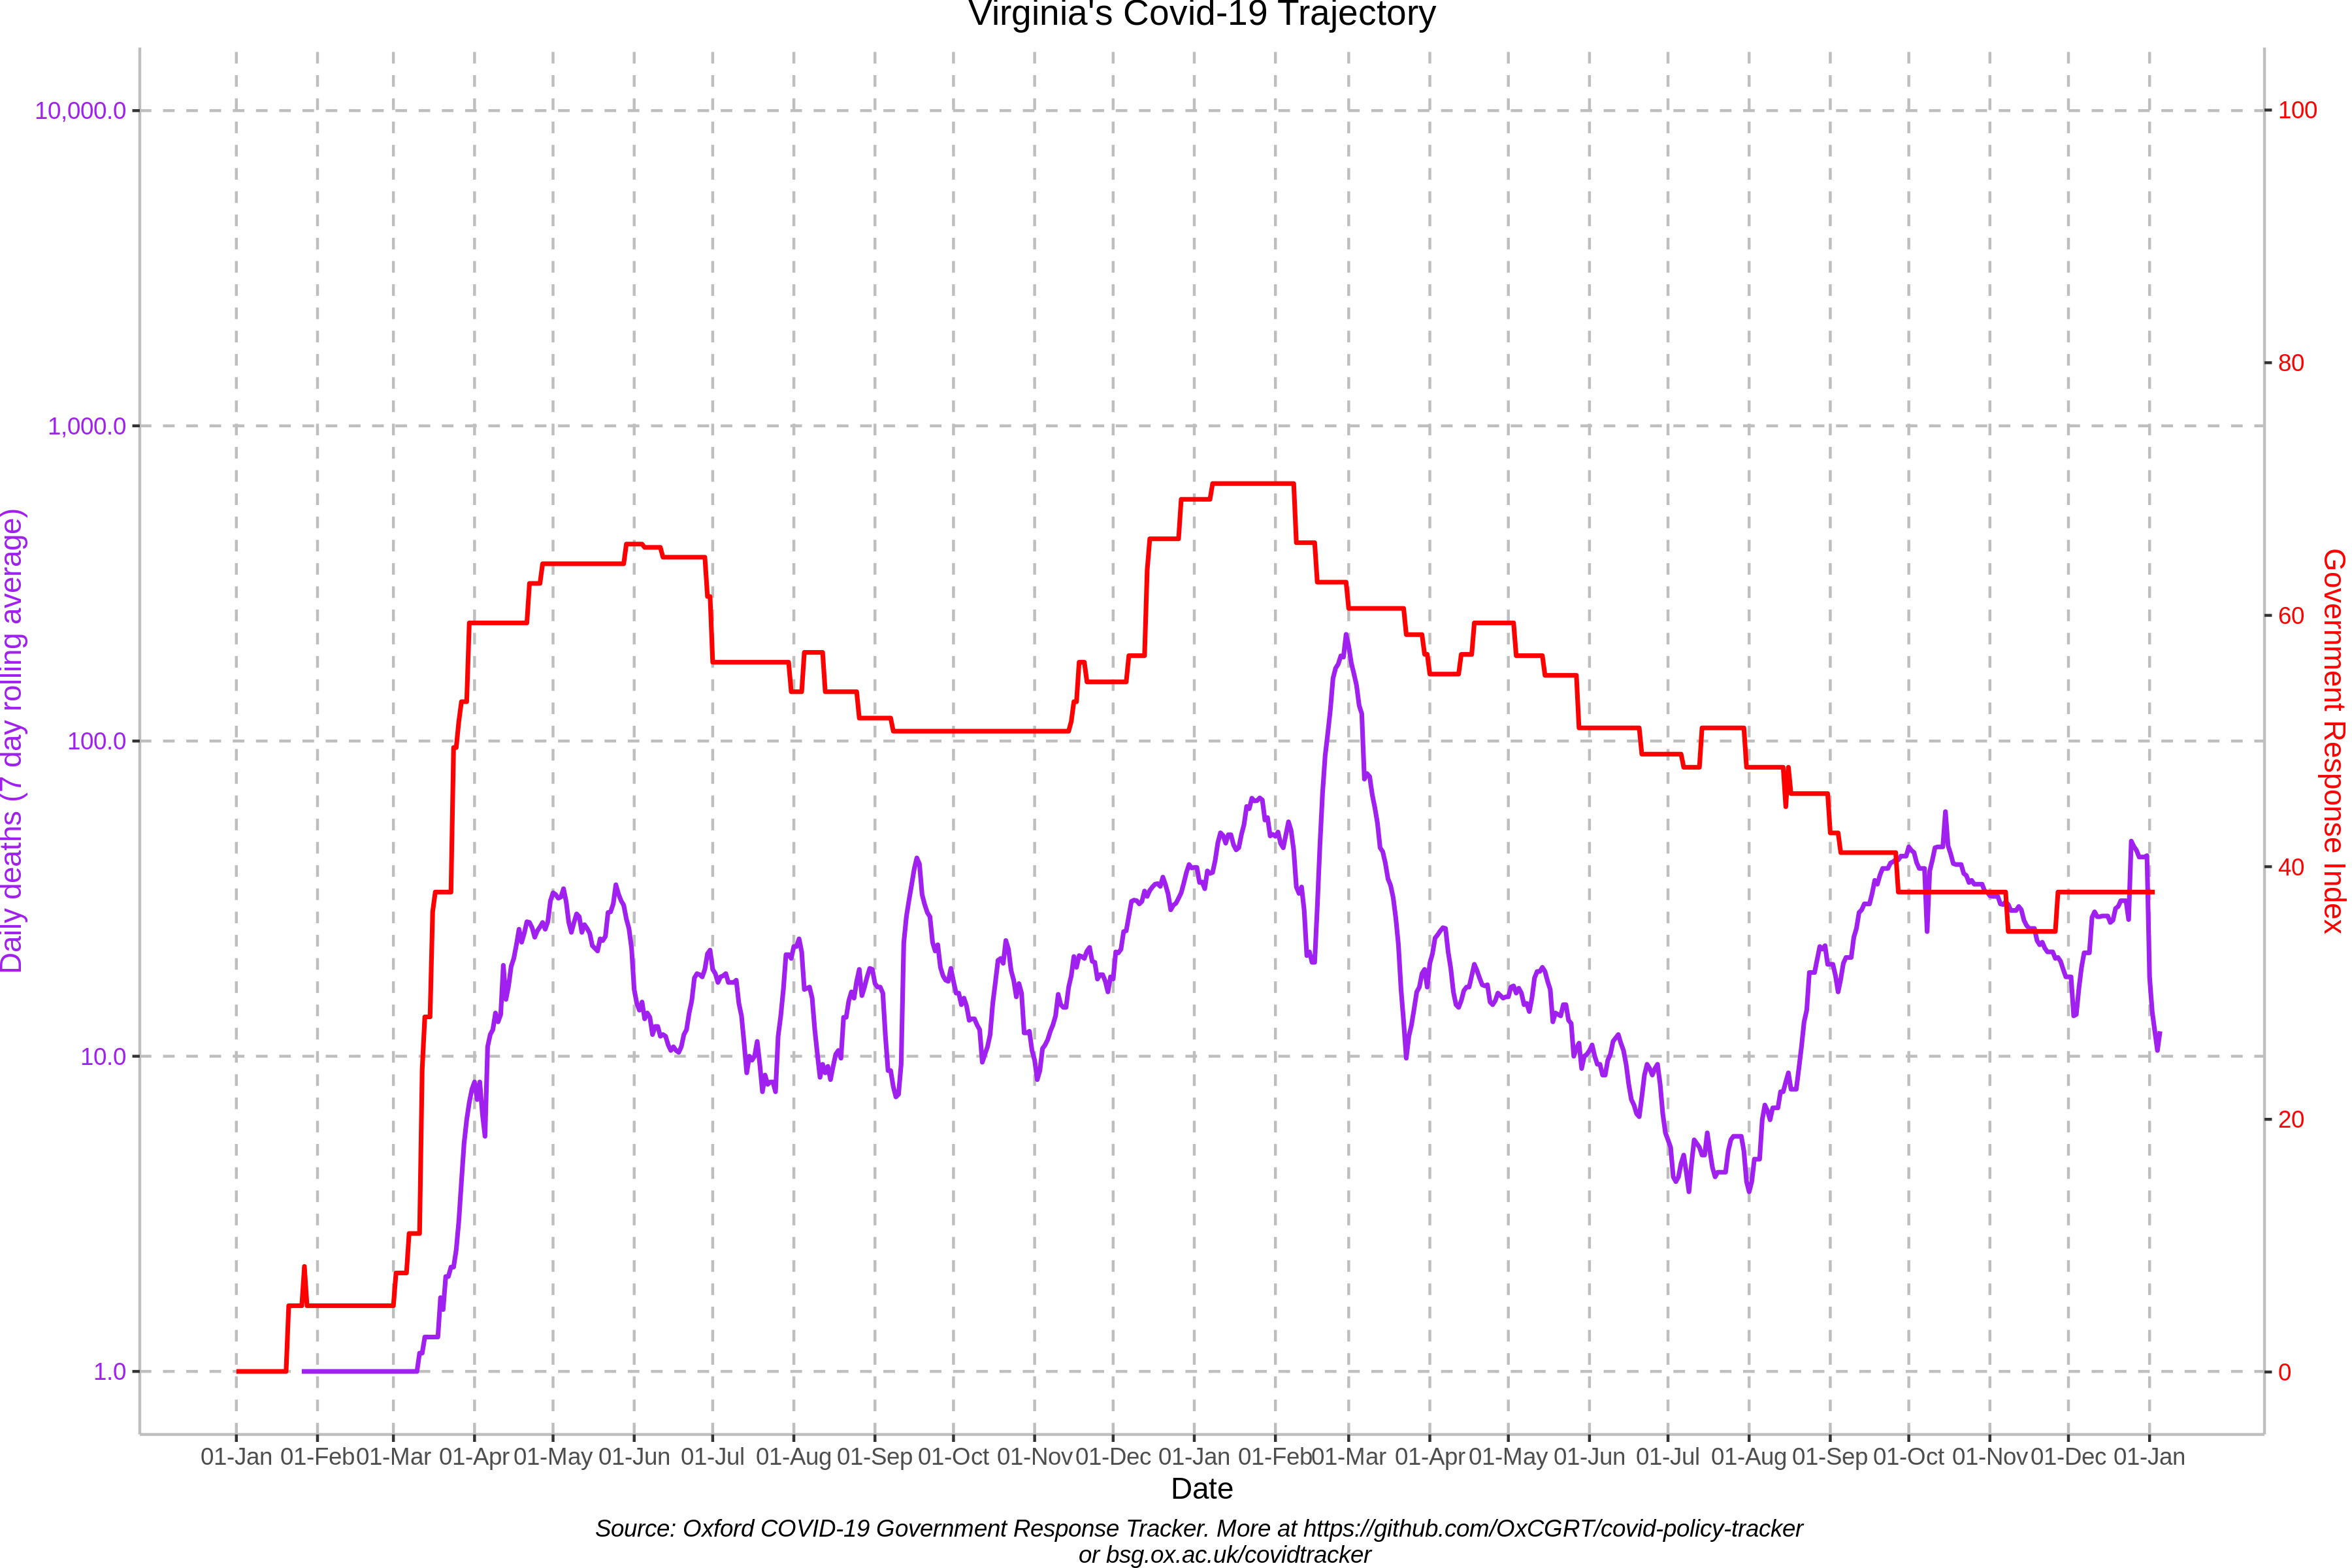 Virginia's Covid-19 Trajectory
10,000.0
1,000.0
100.0
10.0
1.0
Daily deaths (7 day rolling average)
100
80
60
40
20
0
Government Response Index
01-Jan 01-Feb 01-Mar 01-Apr 01-May 01-Jun 01-Jul 01-Aug 01-Sep 01-Oct 01-Nov 01-Dec 01-Jan 01-Feb 01-Mar 01-Apr 01-May 01-Jun 01-Jul 01-Aug 01-Sep 01-Oct 01-Nov 01-Dec 01-Jan
Date
Source: Oxford COVID-19 Government Response Tracker. More at https://github.com/OxCGRT/covid-policy-tracker
or bsg.ox.ac.uk/covidtracker